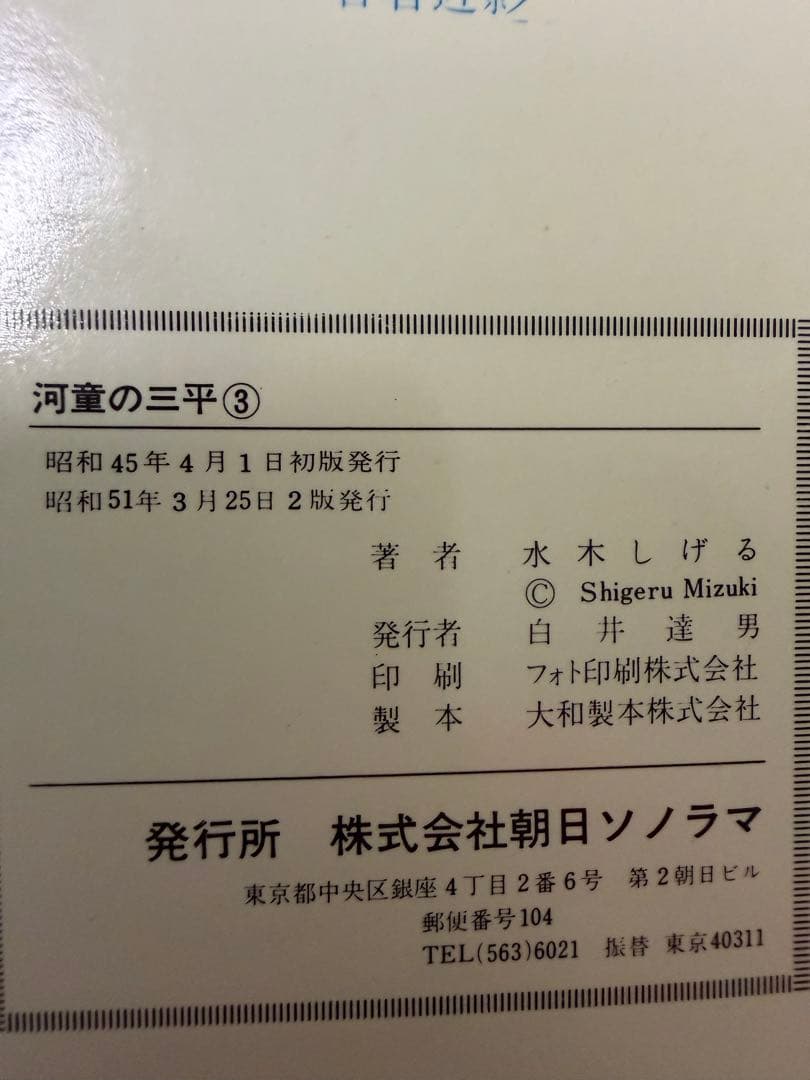 河童の三平③
昭和45年4月1日初版発行
昭和51年3月25日2版発行
著者 水木しげる
© Shigeru Mizuki
発行者 白井達男
印刷 フォト印刷株式会社
製本 大和製本株式会社
発行所 株式会社朝日ソノラマ
東京都中央区銀座4丁目2番6号 第2朝日ビル
郵便番号104
TEL(563)6021 振替 東京40311